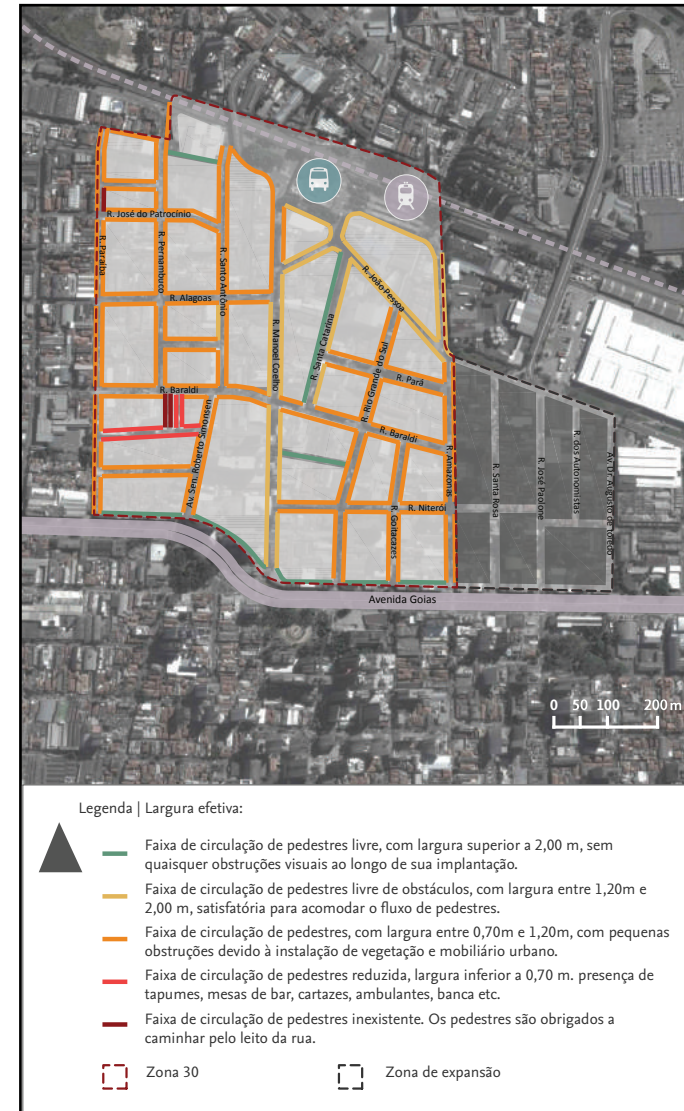 R. José do Patrocínio
R. Paraíba
R. Pernambuco
R. Santo Antônio
R. Alagoas
R. Manoel Coelho
R. Santa Catarina
R. João Pessoa
R. Rio Grande do Sul
R. Pará
R. Baraldi
R. Baraldi
Av. Sen. Roberto Simonsen
R. Amazonas
R. Niterói
R. Goitacazes
R. Santa Rosa
R. José Paolone
R. dos Autonomistas
Av. Dr. Augusto de Toledo
Avenida Goias
0 50 100 200 m
Legenda | Largura efetiva:
Faixa de circulação de pedestres livre, com largura superior a 2,00 m, sem
quaisquer obstruções visuais ao longo de sua implantação.
Faixa de circulação de pedestres livre de obstáculos, com largura entre 1,20m e
2,00 m, satisfatória para acomodar o fluxo de pedestres.
Faixa de circulação de pedestres, com largura entre 0,70m e 1,20m, com pequenas
obstruções devido à instalação de vegetação e mobiliário urbano.
Faixa de circulação de pedestres reduzida, largura inferior a 0,70 m. presença de
tapumes, mesas de bar, cartazes, ambulantes, banca etc.
Faixa de circulação de pedestres inexistente. Os pedestres são obrigados a
caminhar pelo leito da rua.
Zona 30
Zona de expansão